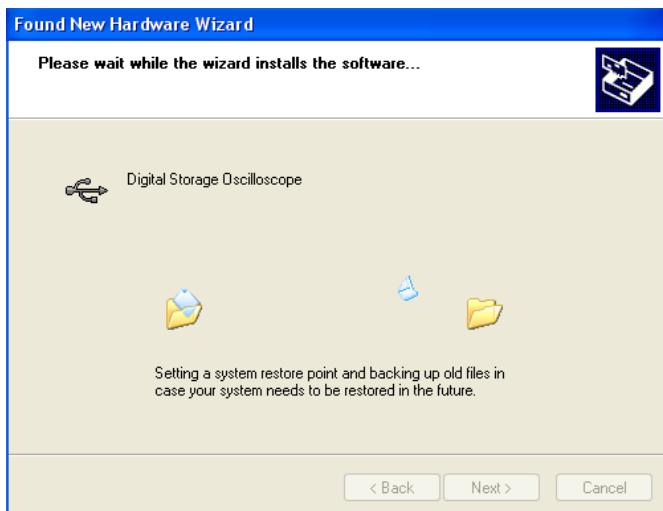 Found New Hardware Wizard
Please wait while the wizard installs the software...
Digital Storage Oscilloscope
Setting a system restore point and backing up old files in
case your system needs to be restored in the future.
< Back
Next >
Cancel